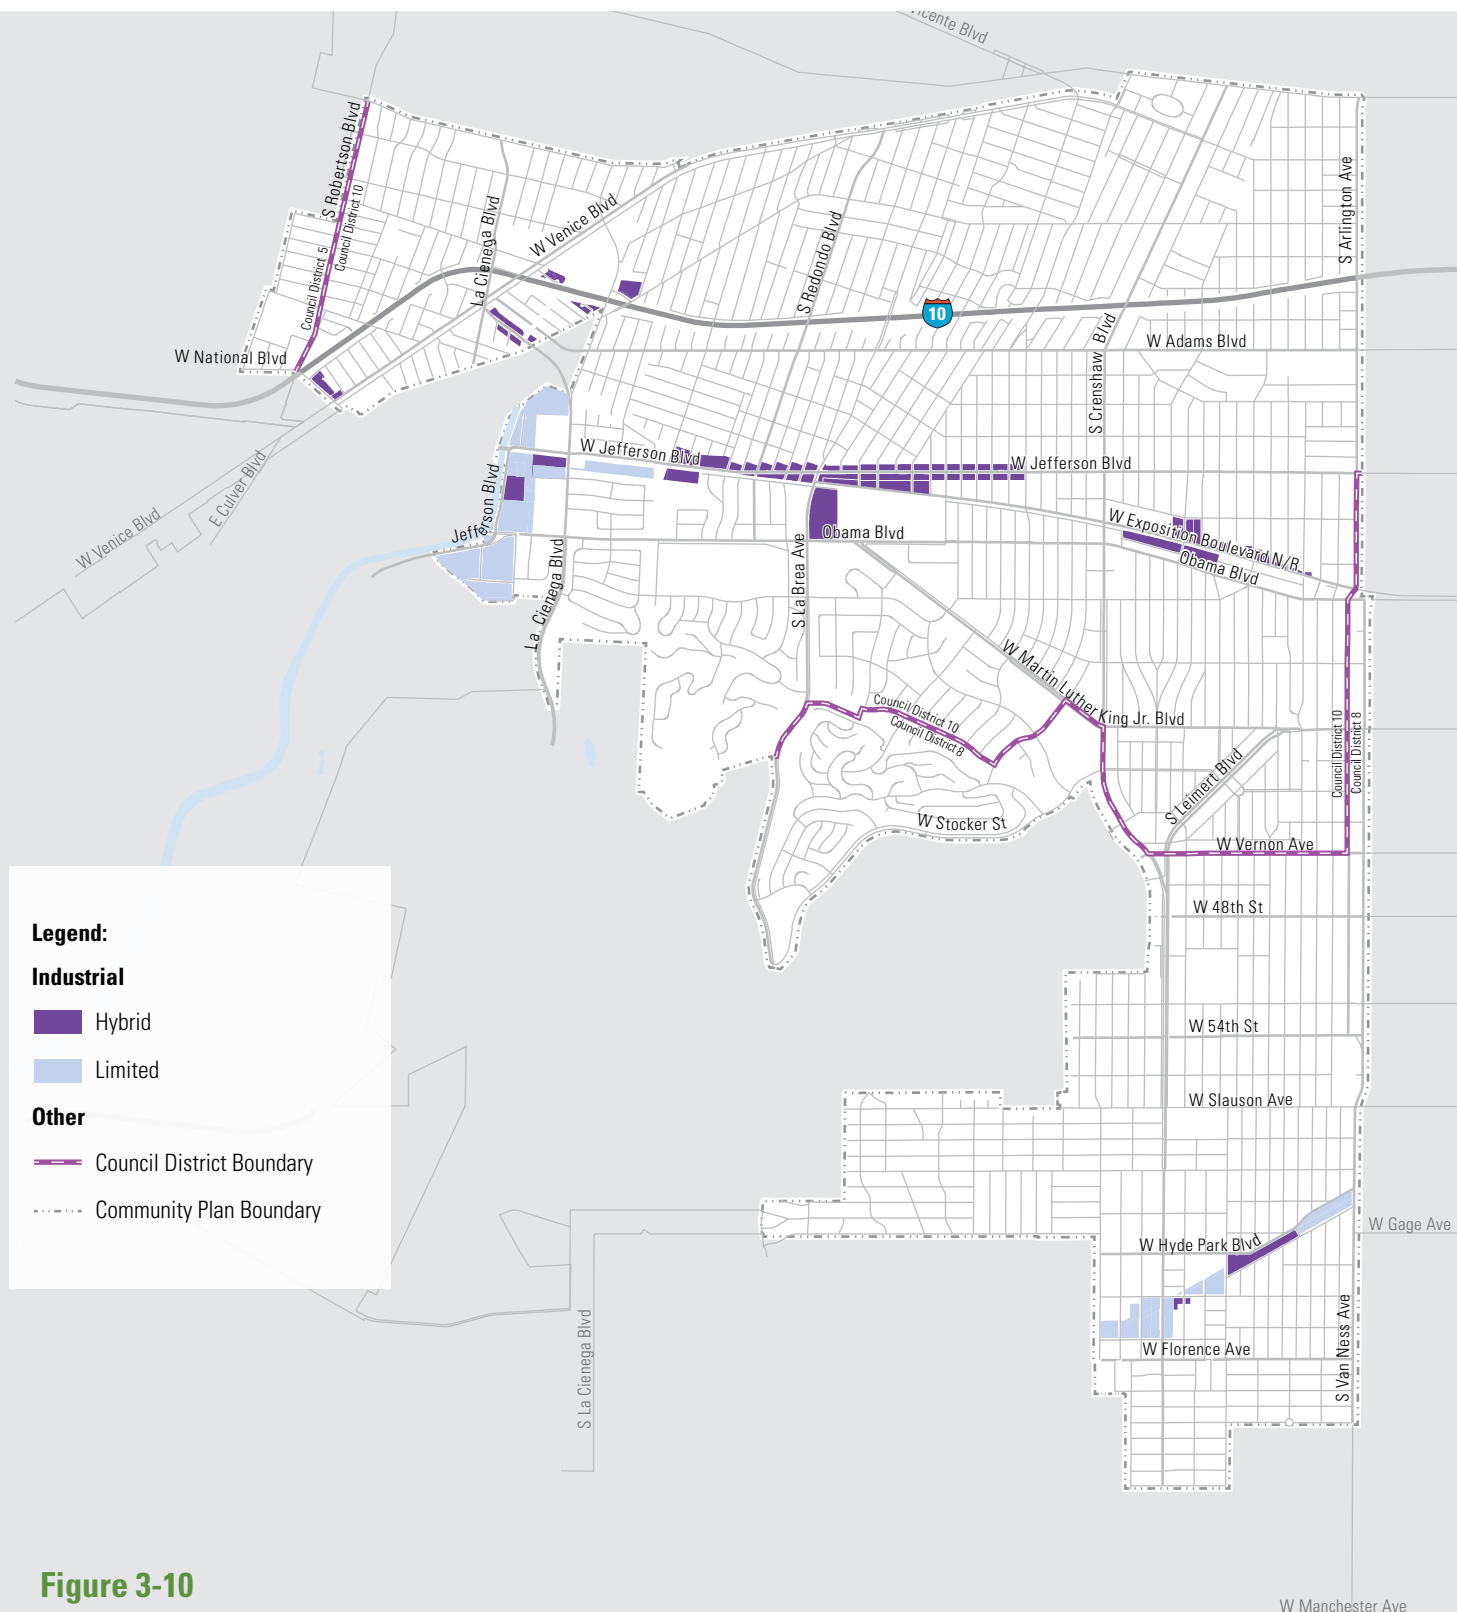 icente Blvd
S Robertson Blvd
Council District 5
Council District 10
La Cienega Blvd
W Venice Blvd
S Redondo Blvd
S Arlington Ave
10
W National Blvd
S Crenshaw Blvd
W Adams Blvd
W Jefferson Blvd
W Jefferson Blvd
E Culver Blvd
W Venice Blvd
Jefferson Blvd
Obama Blvd
W Exposition Boulevard N/R
Obama Blvd
La Cienega Blvd
S La Brea Ave
W Martin Luther King Jr. Blvd
Council District 10
Council District 8
Council District 10
Council District 8
S Leimert Blvd
W Stocker St
W Vernon Ave
W 48th St
W 54th St
W Slauson Ave
W Gage Ave
W Hyde Park Blvd
W Florence Ave
S Van Ness Ave
S La Cienega Blvd
W Manchester Ave
Legend:
Industrial
Hybrid
Limited
Other
Council District Boundary
Community Plan Boundary
Figure 3-10